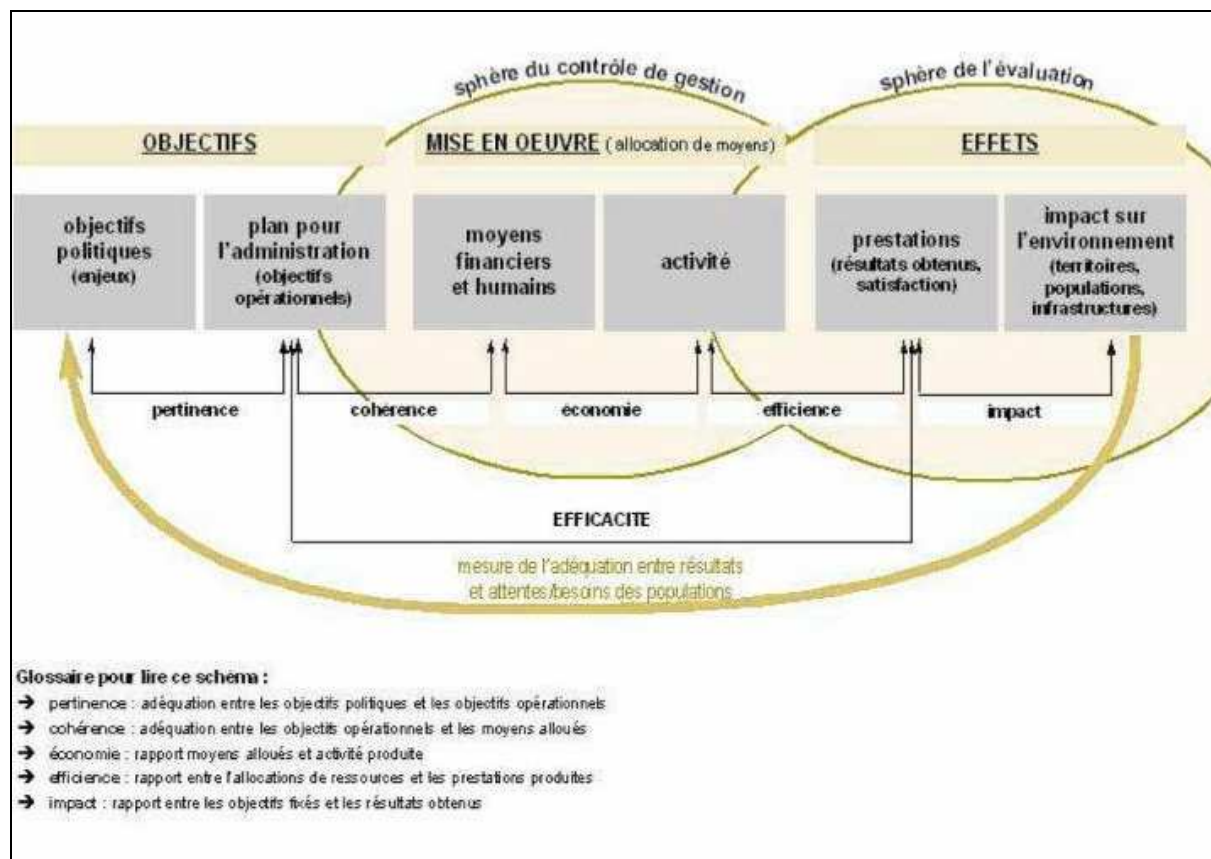 sphère du contrôle de gestion
sphère de l'évaluation
OBJECTIFS
MISE EN OEUVRE (allocation de moyens)
EFFETS
objectifs
politiques
(enjeux)
plan pour
l'administration
(objectifs
opérationnels)
moyens
financiers
et humains
activité
prestations
(résultats obtenus,
satisfaction)
impact sur
l'environnement
(territoires,
populations,
infrastructures)
pertinence
cohérence
économie
efficience
impact
EFFICACITE
mesure de l'adéquation entre résultats
et attentes/besoins des populations
Glossaire pour lire ce schéma :
➔ pertinence : adéquation entre les objectifs politiques et les objectifs opérationnels
➔ cohérence : adéquation entre les objectifs opérationnels et les moyens alloués
➔ économie : rapport moyens alloués et activité produite
➔ efficience : rapport entre l'allocations de ressources et les prestations produites
➔ impact : rapport entre les objectifs fixés et les résultats obtenus